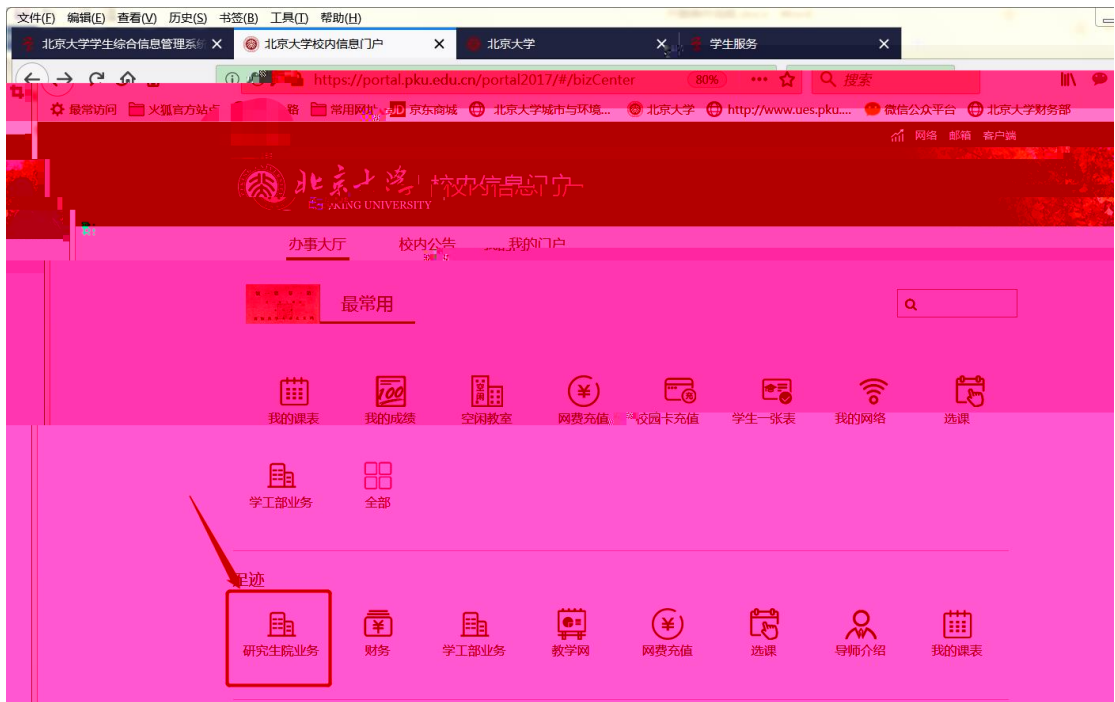 文件(F) 编辑(E) 查看(V) 历史(S) 书签(B) 工具(T) 帮助(H)
北京大学学生综合信息管理系统 北京大学校内信息门户 北京大学 学生服务
https://portal.pku.edu.cn/portal2017/#/bizCenter 80% 搜索
最常访问 火狐官方站点 常用网址 JD 京东商城 北京大学城市与环境... 北京大学 http://www.ues.pku.... 微信公众平台 北京大学财务部
网络 邮箱 客户端
北京大学 校内信息门户
PEKING UNIVERSITY
办事大厅 校内公告 我的门户
最常用
我的课表 我的成绩 空闲教室 网费充值 校园卡充值 学生一张表 我的网络 选课
学工部业务 全部
足迹
研究生院业务 财务 学工部业务 教学网 网费充值 选课 导师介绍 我的课表